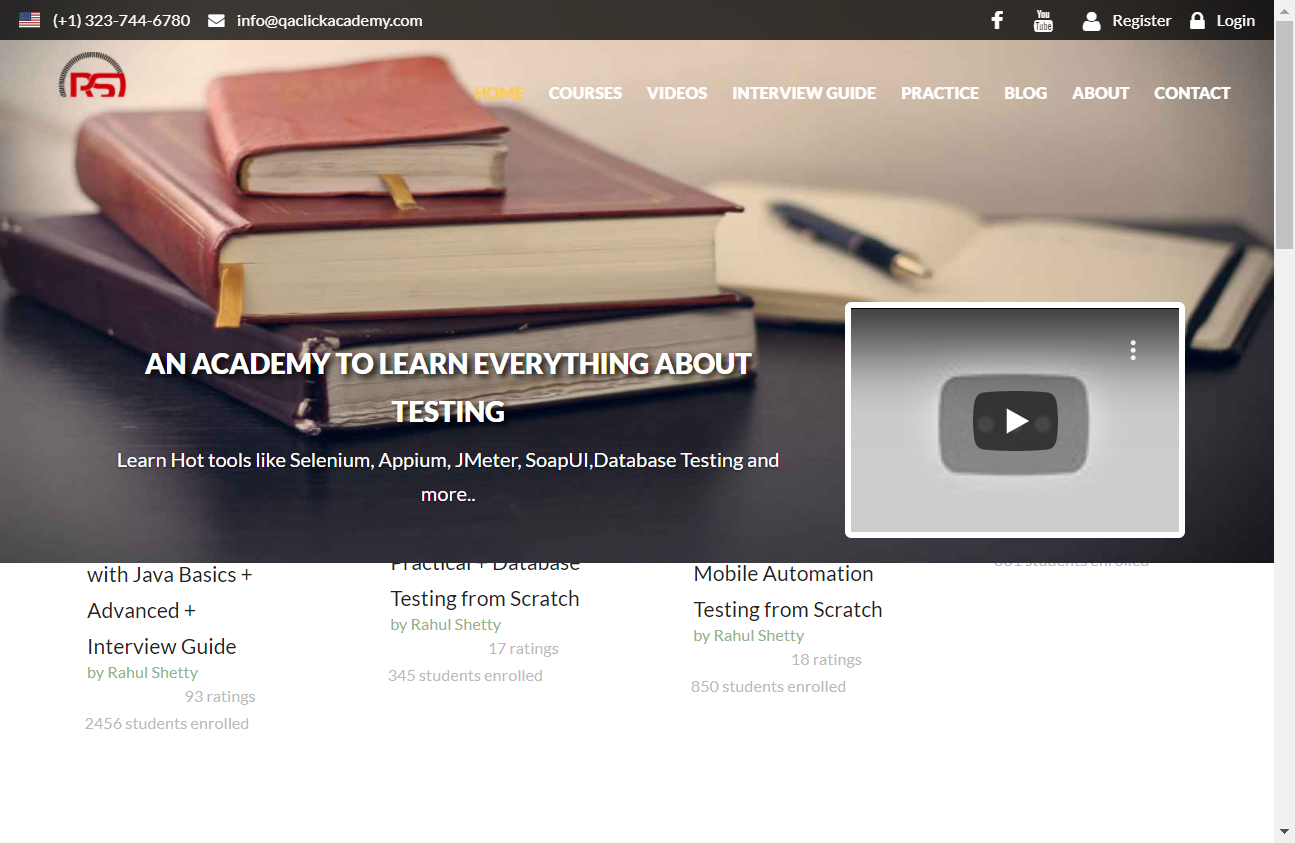 (+1) 323-744-6780 info@qaclickacademy.com Register Login
RS
HOME COURSES VIDEOS INTERVIEW GUIDE PRACTICE BLOG ABOUT CONTACT
AN ACADEMY TO LEARN EVERYTHING ABOUT
TESTING
Learn Hot tools like Selenium, Appium, JMeter, SoapUI,Database Testing and
more..
with Java Basics +
Advanced +
Interview Guide
by Rahul Shetty
93 ratings
2456 students enrolled
Practical + Database
Testing from Scratch
by Rahul Shetty
17 ratings
345 students enrolled
Mobile Automation
Testing from Scratch
by Rahul Shetty
18 ratings
850 students enrolled
students enrolled